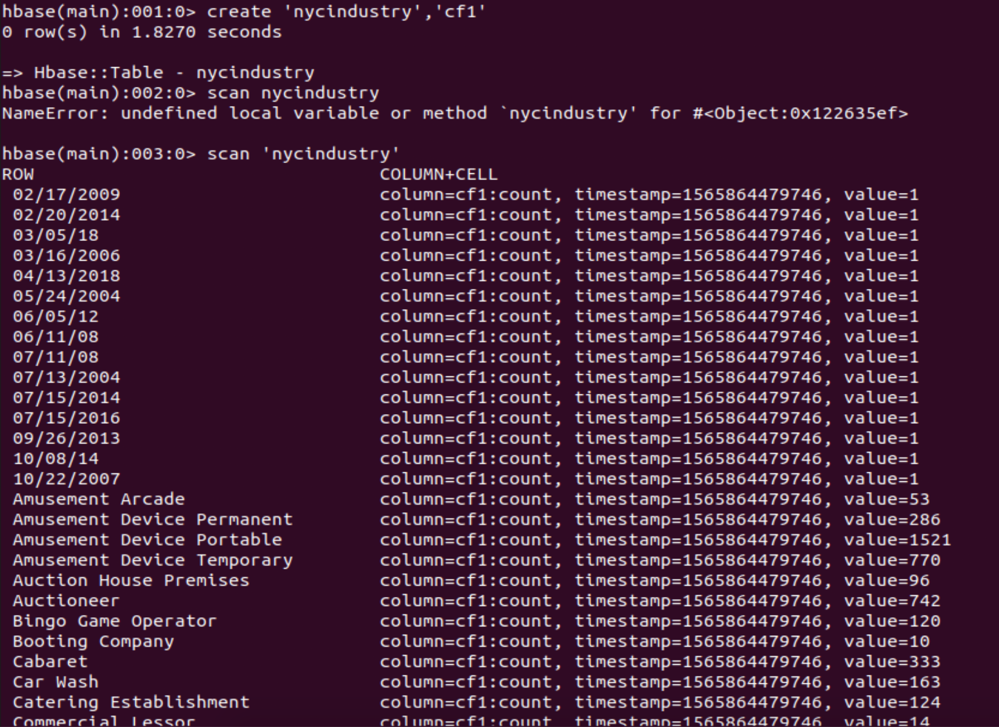 hbase(main):001:0> create 'nycindustry','cf1'
0 row(s) in 1.8270 seconds
=> Hbase::Table - nycindustry
hbase(main):002:0> scan nycindustry
NameError: undefined local variable or method `nycindustry' for #<Object:0x122635ef>
hbase(main):003:0> scan 'nycindustry'
ROW COLUMN+CELL
02/17/2009 column=cf1:count, timestamp=1565864479746, value=1
02/20/2014 column=cf1:count, timestamp=1565864479746, value=1
03/05/18 column=cf1:count, timestamp=1565864479746, value=1
03/16/2006 column=cf1:count, timestamp=1565864479746, value=1
04/13/2018 column=cf1:count, timestamp=1565864479746, value=1
05/24/2004 column=cf1:count, timestamp=1565864479746, value=1
06/05/12 column=cf1:count, timestamp=1565864479746, value=1
06/11/08 column=cf1:count, timestamp=1565864479746, value=1
07/11/08 column=cf1:count, timestamp=1565864479746, value=1
07/13/2004 column=cf1:count, timestamp=1565864479746, value=1
07/15/2014 column=cf1:count, timestamp=1565864479746, value=1
07/15/2016 column=cf1:count, timestamp=1565864479746, value=1
09/26/2013 column=cf1:count, timestamp=1565864479746, value=1
10/08/14 column=cf1:count, timestamp=1565864479746, value=1
10/22/2007 column=cf1:count, timestamp=1565864479746, value=1
Amusement Arcade column=cf1:count, timestamp=1565864479746, value=53
Amusement Device Permanent column=cf1:count, timestamp=1565864479746, value=286
Amusement Device Portable column=cf1:count, timestamp=1565864479746, value=1521
Amusement Device Temporary column=cf1:count, timestamp=1565864479746, value=770
Auction House Premises column=cf1:count, timestamp=1565864479746, value=96
Auctioneer column=cf1:count, timestamp=1565864479746, value=742
Bingo Game Operator column=cf1:count, timestamp=1565864479746, value=120
Booting Company column=cf1:count, timestamp=1565864479746, value=10
Cabaret column=cf1:count, timestamp=1565864479746, value=333
Car Wash column=cf1:count, timestamp=1565864479746, value=163
Catering Establishment column=cf1:count, timestamp=1565864479746, value=124
Commercial Lessor column=cf1:count, timestamp=1565864479746, value=14